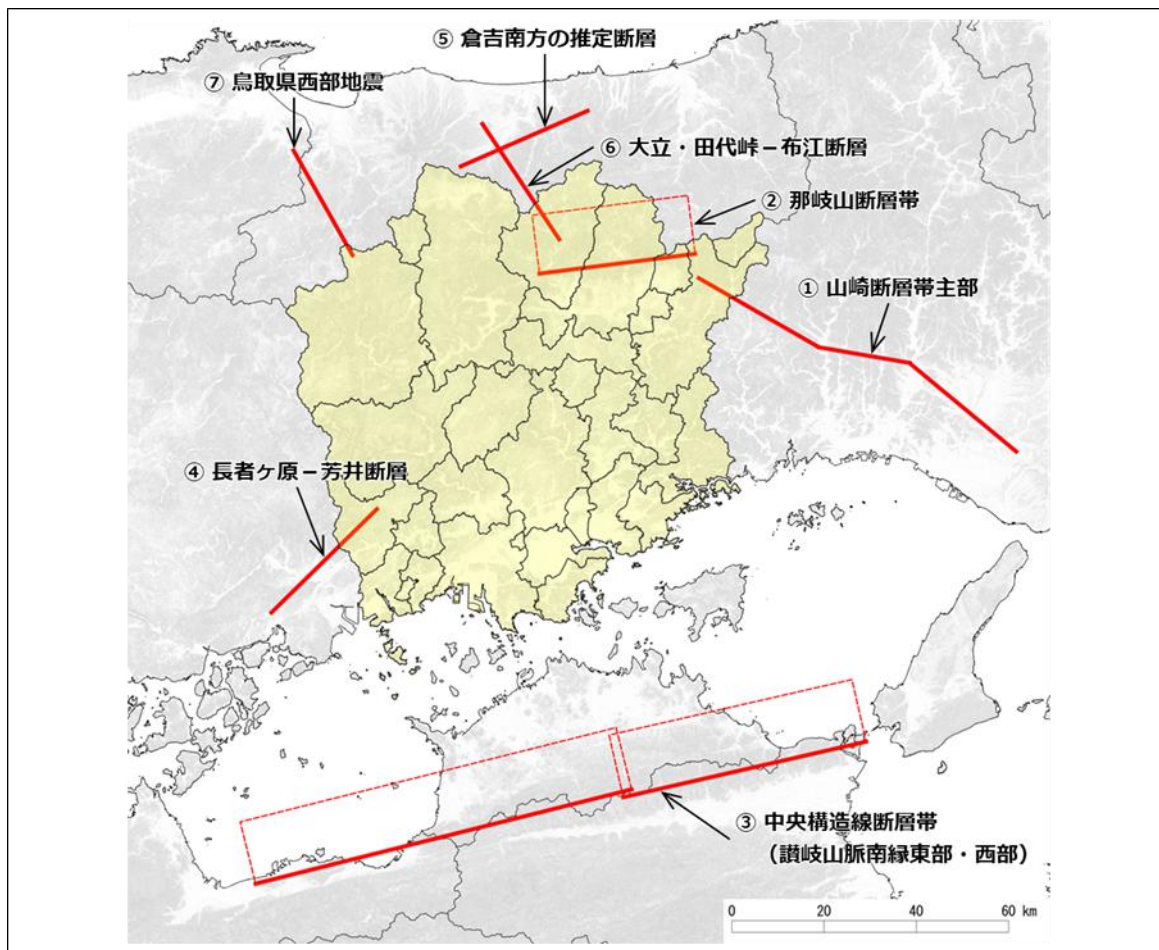 ⑤ 倉吉南方の推定断層
⑦ 鳥取県西部地震
⑥ 大立・田代峠－布江断層
② 那岐山断層帯
① 山崎断層帯主部
④ 長者ヶ原－芳井断層
③ 中央構造線断層帯
（讃岐山脈南縁東部・西部）
0 20 40 60 km